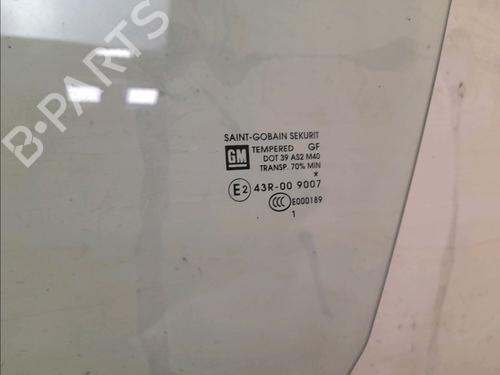 B-PARTS
SAINT-GOBAIN SEKURIT
GM TEMPERED GF
DOT 39 AS2 M40
TRANSP. 70% MIN
*
E2 43R-00 9007
CCC E000189
1